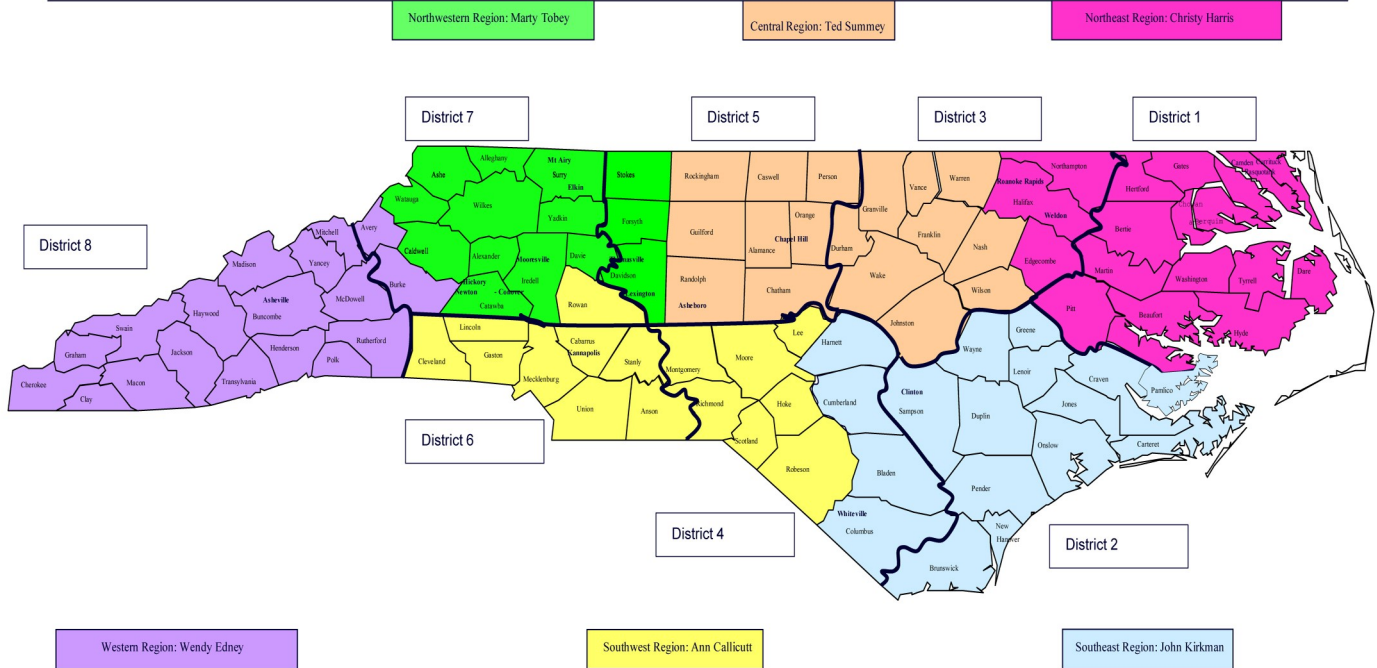 Northwestern Region: Marty Tobey
Central Region: Ted Summey
Northeast Region: Christy Harris
District 7
District 5
District 3
District 1
District 8
Ashe
Alleghany
Mt Airy
Surry
Elkin
Stokes
Rockingham
Caswell
Person
Granville
Vance
Warren
Northampton
Gates
Camden
Currituck
Pasquotank
Hertford
Roanoke Rapids
Halifax
Weldon
Watauga
Wilkes
Yadkin
Forsyth
Guilford
Alamance
Orange
Chapel Hill
Durham
Franklin
Nash
Edgecombe
Bertie
Chowan
Mitchell
Avery
Caldwell
Alexander
Mooresville
Iredell
Davie
Davidson
Randolph
Asheboro
Chatham
Wake
Wilson
Martin
Washington
Tyrrell
Dare
Madison
Yancey
Burke
McDowell
Hickory
Newton
- Conover
Catawba
Rowan
Lexington
Johnston
Pitt
Beaufort
Hyde
Asheville
Buncombe
Haywood
Swain
Rutherford
Lincoln
Cabarrus
Kannapolis
Lee
Harnett
Wayne
Greene
Graham
Jackson
Henderson
Polk
Cleveland
Gaston
Stanly
Montgomery
Moore
Lenoir
Craven
Pamlico
Cherokee
Macon
Clay
Transylvania
Mecklenburg
Union
Anson
Richmond
Hoke
Cumberland
Clinton
Sampson
Duplin
Jones
Onslow
Carteret
Scotland
Robeson
Bladen
Pender
Whiteville
Columbus
New
Hanover
Brunswick
District 6
District 4
District 2
Western Region: Wendy Edney
Southwest Region: Ann Callicutt
Southeast Region: John Kirkman